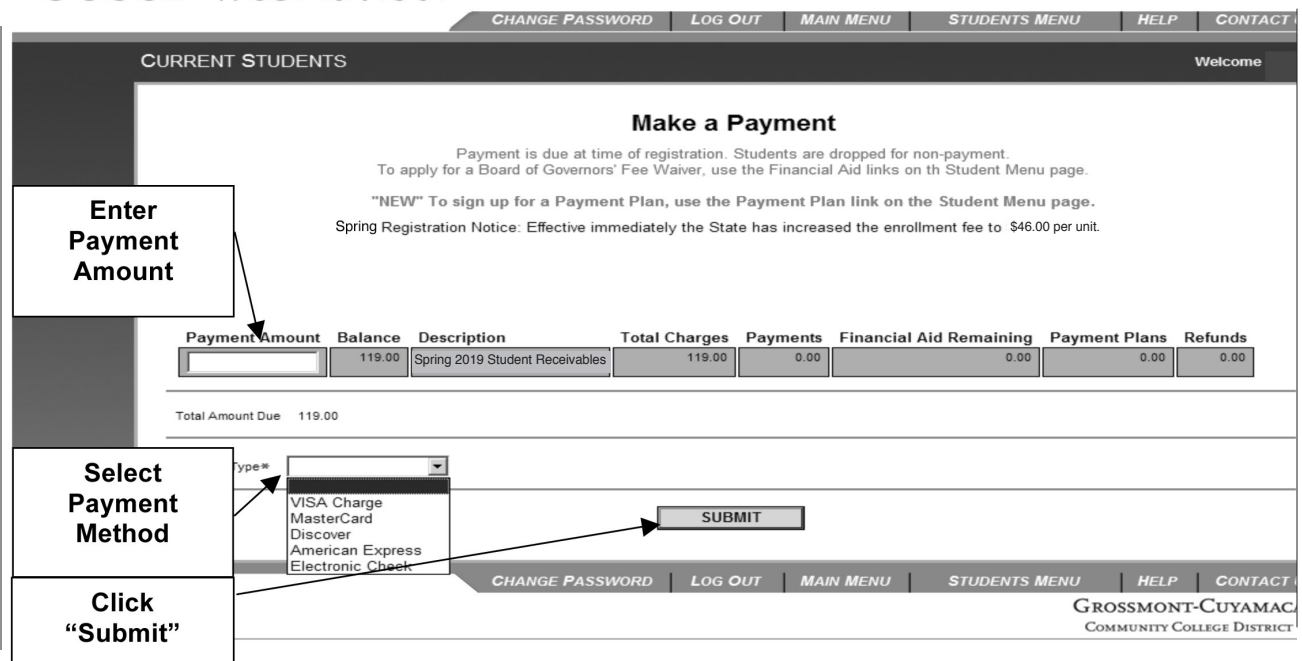 CHANGE PASSWORD LOG OUT MAIN MENU STUDENTS MENU HELP CONTACT
CURRENT STUDENTS Welcome
Make a Payment
Payment is due at time of registration. Students are dropped for non-payment.
To apply for a Board of Governors' Fee Waiver, use the Financial Aid links on th Student Menu page.
"NEW" To sign up for a Payment Plan, use the Payment Plan link on the Student Menu page.
Spring Registration Notice: Effective immediately the State has increased the enrollment fee to $46.00 per unit.
Enter
Payment
Amount
Payment Amount Balance Description Total Charges Payments Financial Aid Remaining Payment Plans Refunds
119.00 Spring 2019 Student Receivables 119.00 0.00 0.00 0.00 0.00
Total Amount Due 119.00
Select
Payment
Method
Type*
VISA Charge
MasterCard
Discover
American Express
Electronic Check
SUBMIT
Click
“Submit”
CHANGE PASSWORD LOG OUT MAIN MENU STUDENTS MENU HELP CONTACT
GROSSMONT-CUYAMACA
COMMUNITY COLLEGE DISTRICT